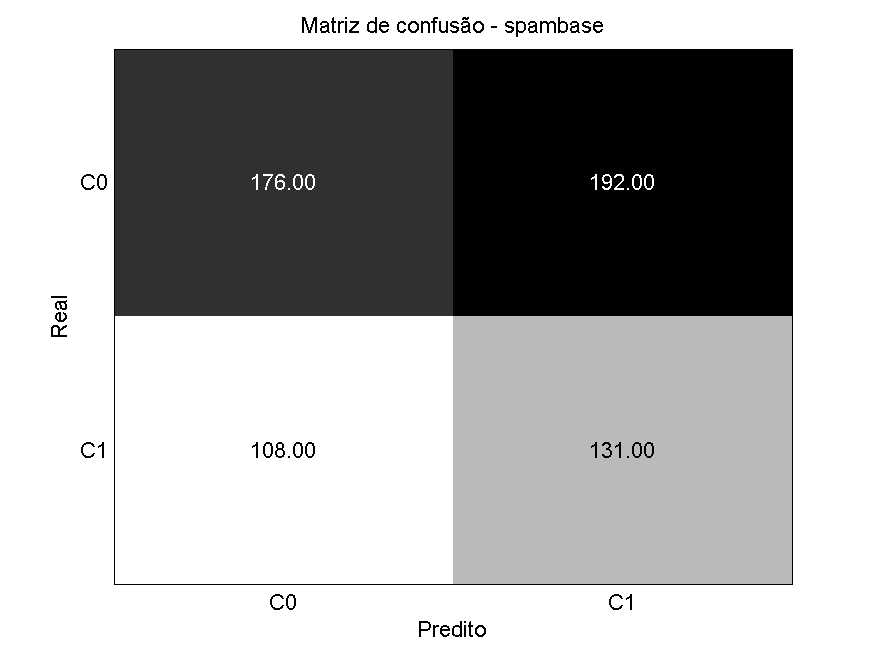 Matriz de confusão - spambase
C0
176.00
192.00
Real
C1
108.00
131.00
C0
C1
Predito